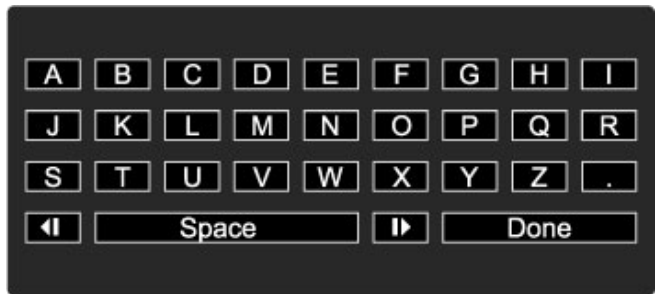 A B C D E F G H I
J K L M N O P Q R
S T U V W X Y Z .
Space Done